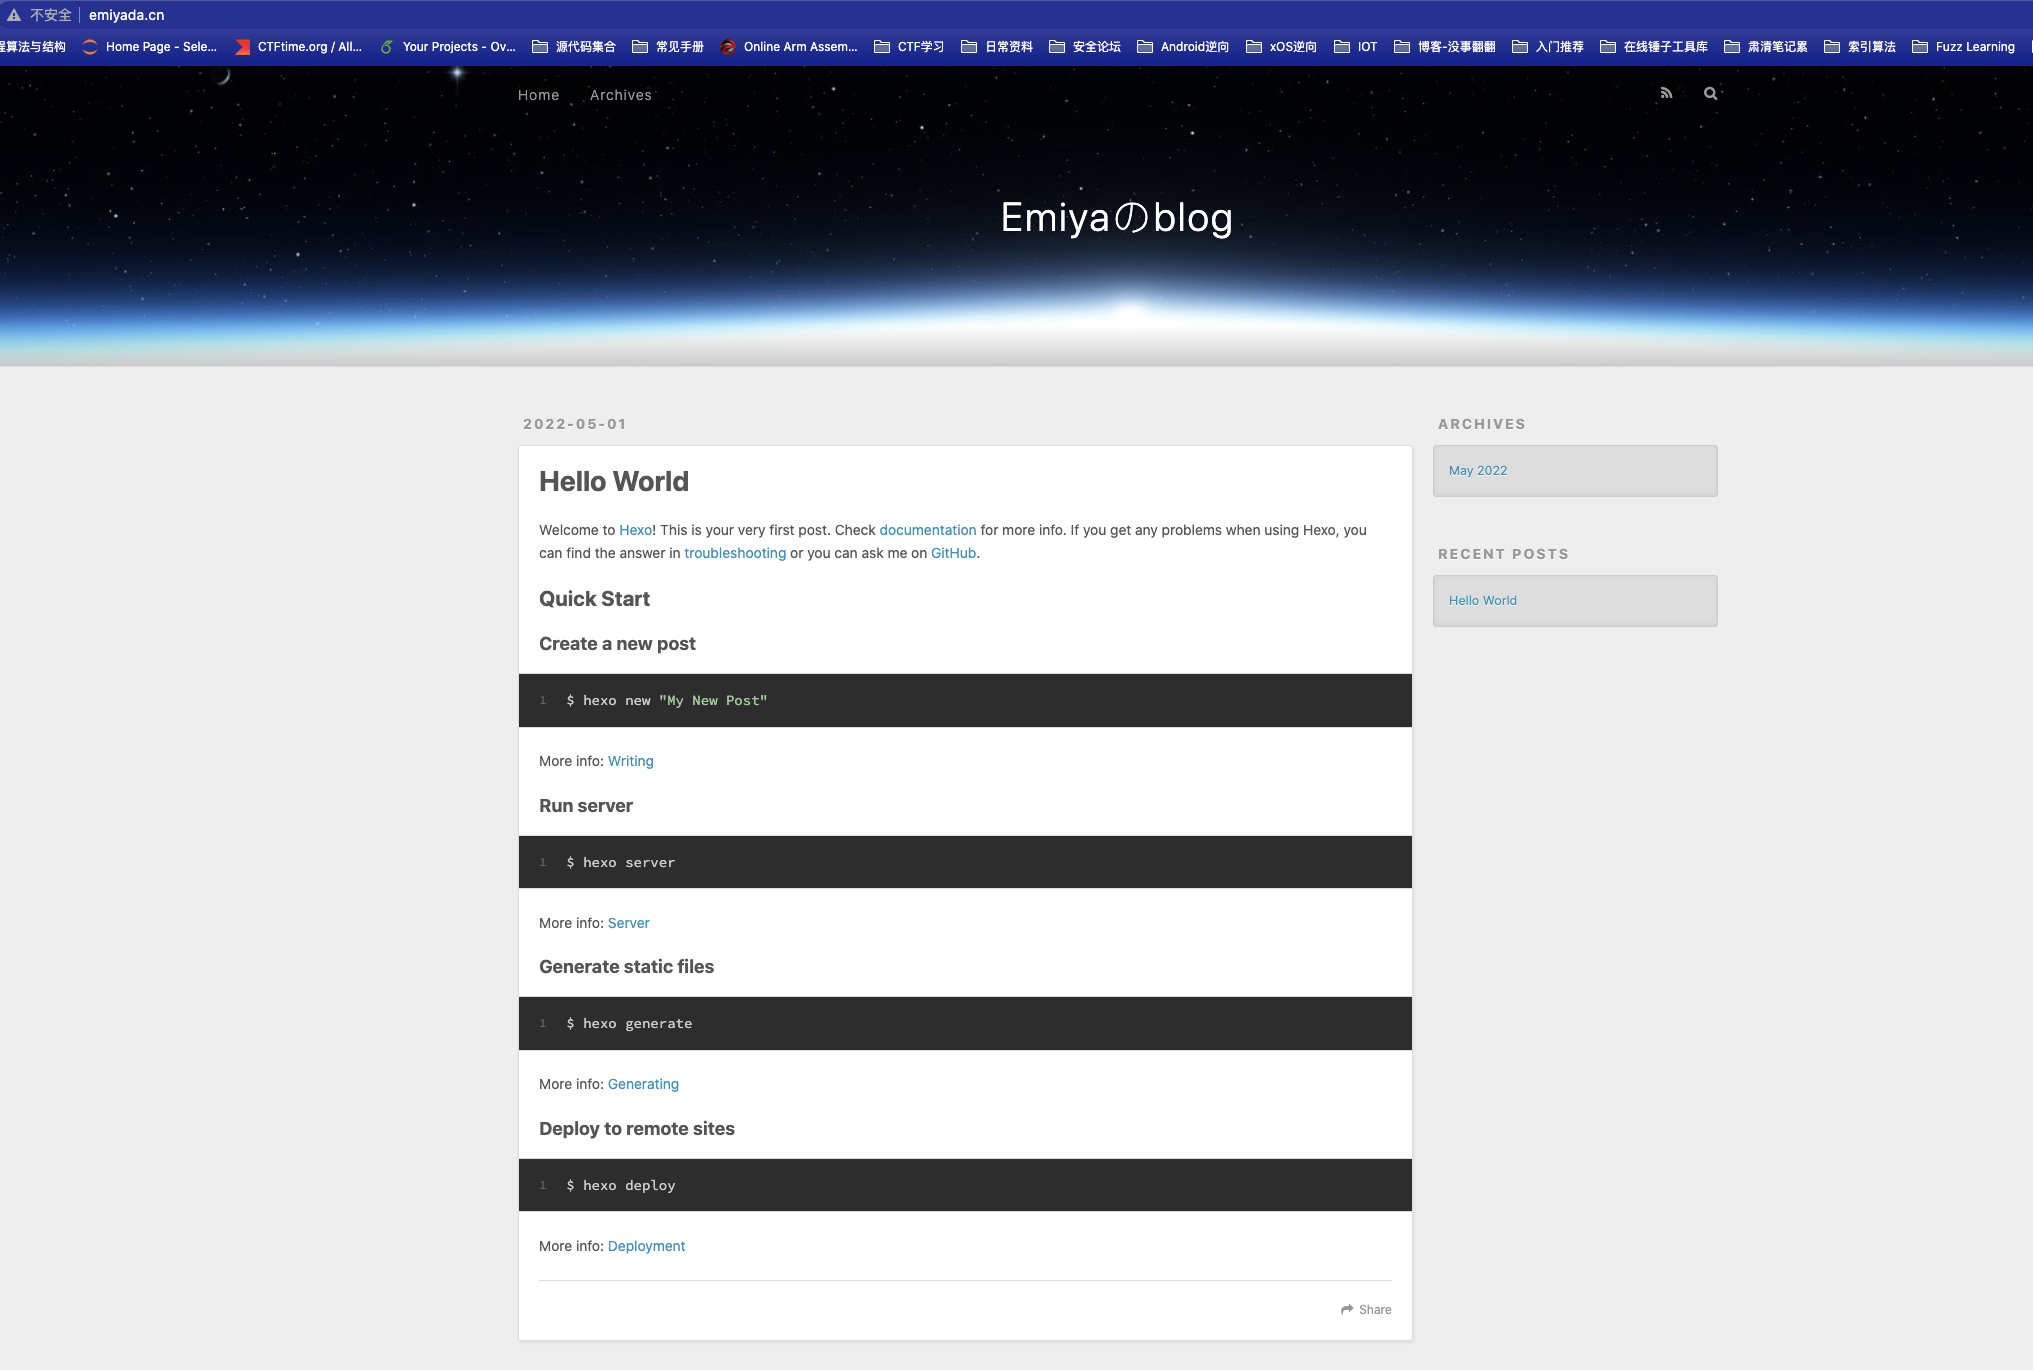 不安全 emiyada.cn
程算法与结构 Home Page - Sele... CTFtime.org / All... Your Projects - Ov... 源代码集合 常见手册 Online Arm Assem... CTF学习 日常资料 安全论坛 Android逆向 xOS逆向 IOT 博客-没事翻翻 入门推荐 在线锤子工具库 肃清笔记累 索引算法 Fuzz Learning
Home Archives
Emiyaのblog
2022-05-01
Hello World
Welcome to Hexo! This is your very first post. Check documentation for more info. If you get any problems when using Hexo, you
can find the answer in troubleshooting or you can ask me on GitHub.
Quick Start
Create a new post
1 $ hexo new "My New Post"
More info: Writing
Run server
1 $ hexo server
More info: Server
Generate static files
1 $ hexo generate
More info: Generating
Deploy to remote sites
1 $ hexo deploy
More info: Deployment
Share
ARCHIVES
May 2022
RECENT POSTS
Hello World